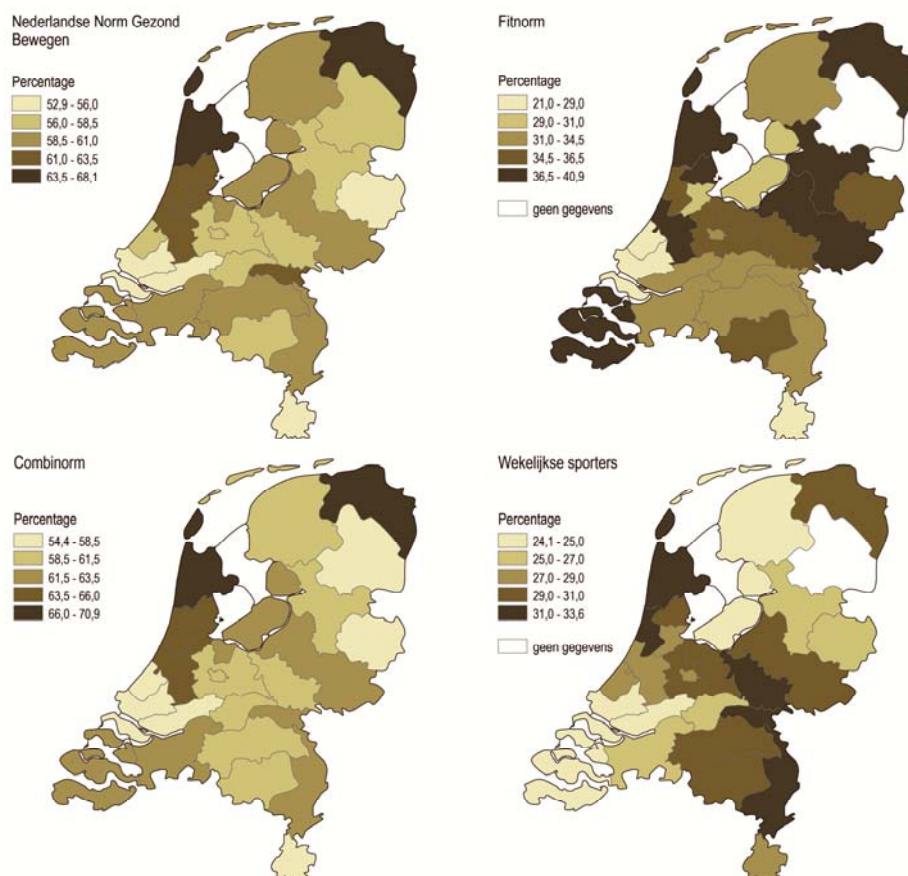 Nederlandse Norm Gezond
Bewegen
Percentage
52,9 - 56,0
56,0 - 58,5
58,5 - 61,0
61,0 - 63,5
63,5 - 68,1
Fitnorm
Percentage
21,0 - 29,0
29,0 - 31,0
31,0 - 34,5
34,5 - 36,5
36,5 - 40,9
geen gegevens
Combinorm
Percentage
54,4 - 58,5
58,5 - 61,5
61,5 - 63,5
63,5 - 66,0
66,0 - 70,9
Wekelijkse sporters
Percentage
24,1 - 25,0
25,0 - 27,0
27,0 - 29,0
29,0 - 31,0
31,0 - 33,6
geen gegevens